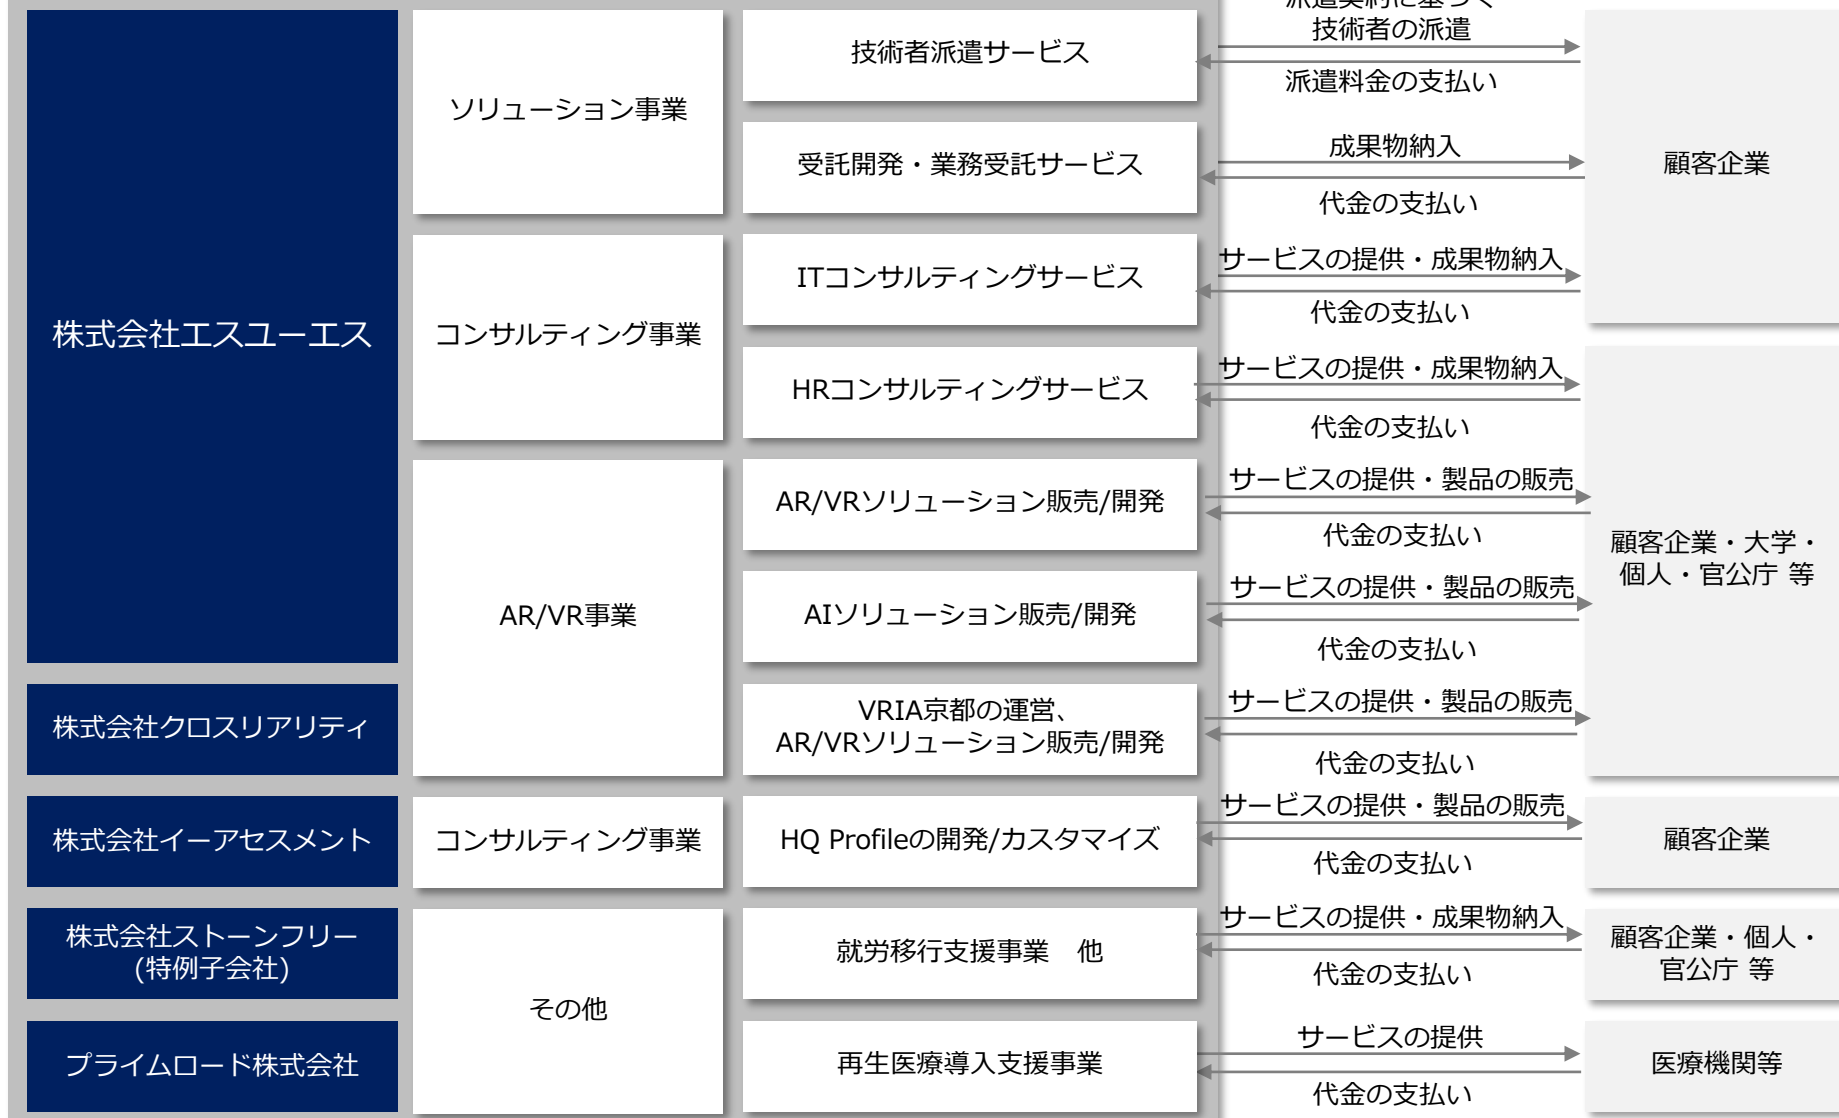 派遣契約に基づく
技術者の派遣
技術者派遣サービス
派遣料金の支払い
ソリューション事業
成果物納入
受託開発・業務受託サービス
顧客企業
代金の支払い
サービスの提供・成果物納入
ITコンサルティングサービス
代金の支払い
株式会社エスユーエス
コンサルティング事業
サービスの提供・成果物納入
HRコンサルティングサービス
代金の支払い
サービスの提供・製品の販売
AR/VRソリューション販売/開発
代金の支払い
顧客企業・大学・
個人・官公庁 等
サービスの提供・製品の販売
AR/VR事業
AIソリューション販売/開発
代金の支払い
サービスの提供・製品の販売
株式会社クロスリアリティ
VRIA京都の運営、
AR/VRソリューション販売/開発
代金の支払い
サービスの提供・製品の販売
株式会社イーアセスメント
コンサルティング事業
HQ Profileの開発/カスタマイズ
顧客企業
代金の支払い
サービスの提供・成果物納入
株式会社ストーンフリー
(特例子会社)
就労移行支援事業　他
顧客企業・個人・
官公庁 等
代金の支払い
その他
サービスの提供
プライムロード株式会社
再生医療導入支援事業
医療機関等
代金の支払い